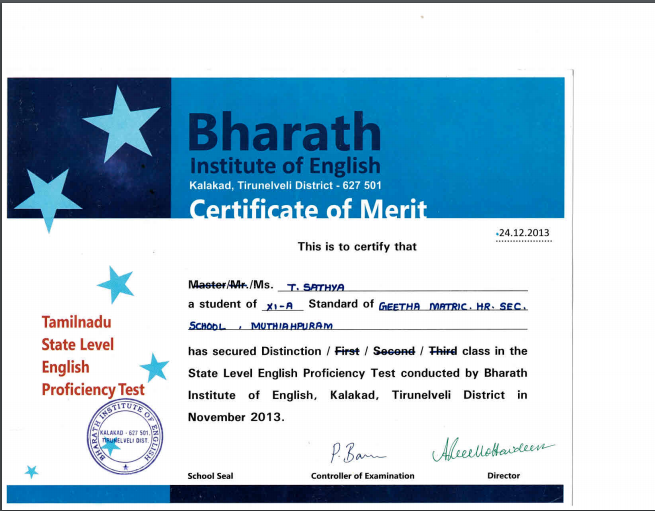 Bharath
Institute of English
Kalakad, Tirunelveli District - 627 501
Certificate of Merit
24.12.2013
This is to certify that
Master/Mr./Ms. T. SATHYA
a student of XI-A Standard of GEETHA MATRIC. HR. SEC.
SCHOOL , MUTHIAHPURAM
has secured Distinction / First / Second / Third class in the
State Level English Proficiency Test conducted by Bharath
Institute of English, Kalakad, Tirunelveli District in
November 2013.
Tamilnadu
State Level
English
Proficiency Test
BHARATH INSTITUTE OF ENGLISH
KALAKAD - 627 501.
TIRUNELVELI DIST.
School Seal
Controller of Examination
Director